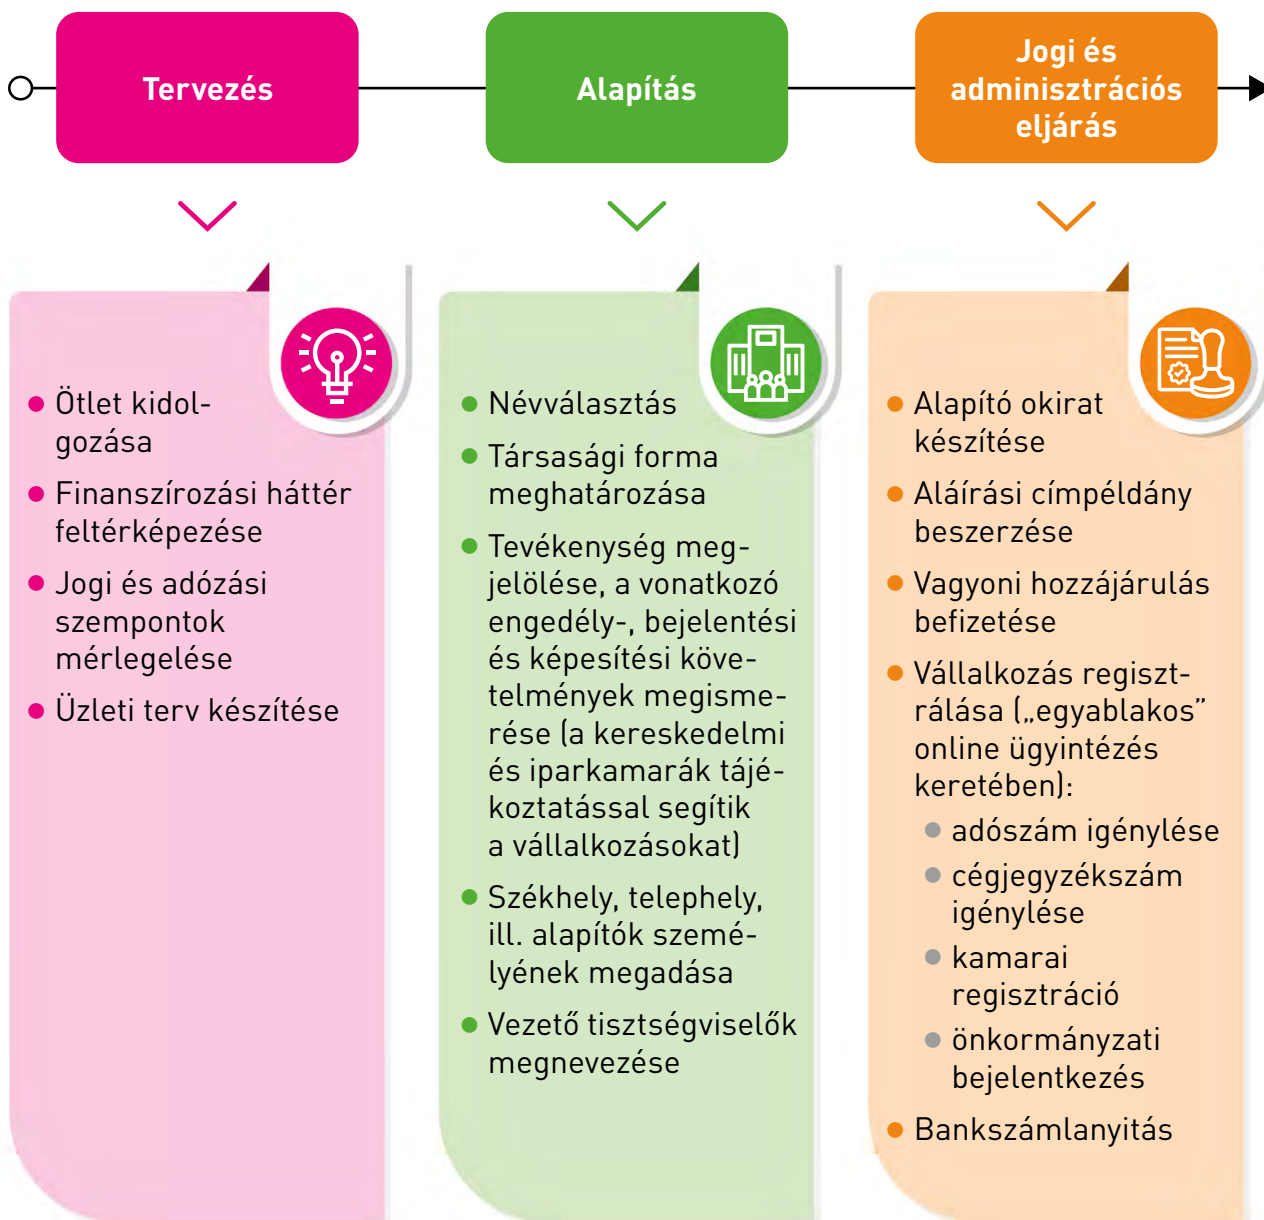 Tervezés
Alapítás
Jogi és
adminisztrációs
eljárás
Ötlet kidol-
gozása
Finanszírozási háttér
feltérképezése
Jogi és adózási
szempontok
mérlegelése
Üzleti terv készítése
Névválasztás
Társasági forma
meghatározása
Tevékenység meg-
jelölése, a vonatkozó
engedély-, bejelentési
és képesítési köve-
telmények megisme-
rése (a kereskedelmi
és iparkamarák tájé-
koztatással segítik
a vállalkozásokat)
Székhely, telephely,
ill. alapítók szemé-
lyének megadása
Vezető tisztségviselők
megnevezése
Alapító okirat
készítése
Aláírási címpéldány
beszerzése
Vagyoni hozzájárulás
befizetése
Vállalkozás regiszt-
rálása („egyablakos”
online ügyintézés
keretében):
adószám igénylése
cégjegyzékszám
igénylése
kamarai
regisztráció
önkormányzati
bejelentkezés
Bankszámlanyitás